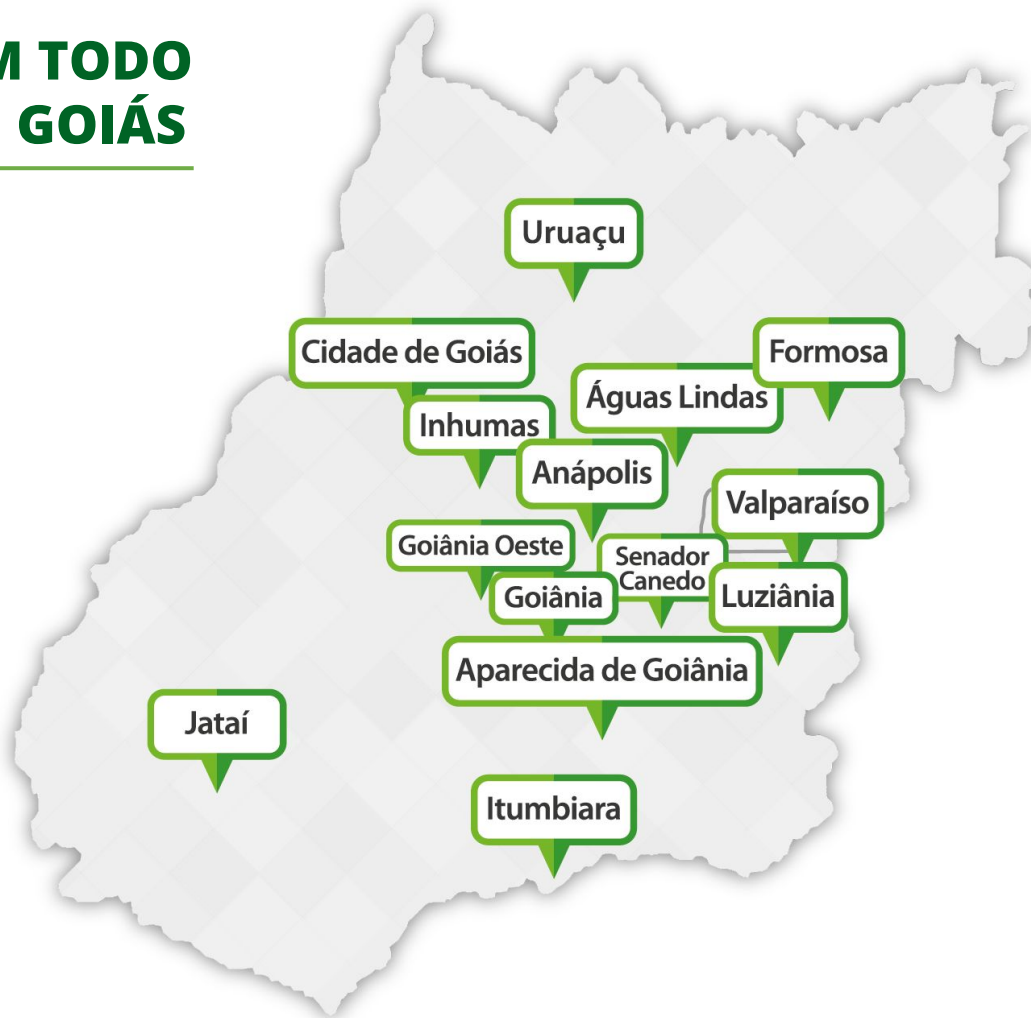 M TODO
GOIÁS
Uruaçu
Cidade de Goiás
Formosa
Águas Lindas
Inhumas
Anápolis
Valparaíso
Goiânia Oeste
Senador
Canedo
Goiânia
Luziânia
Aparecida de Goiânia
Jataí
Itumbiara